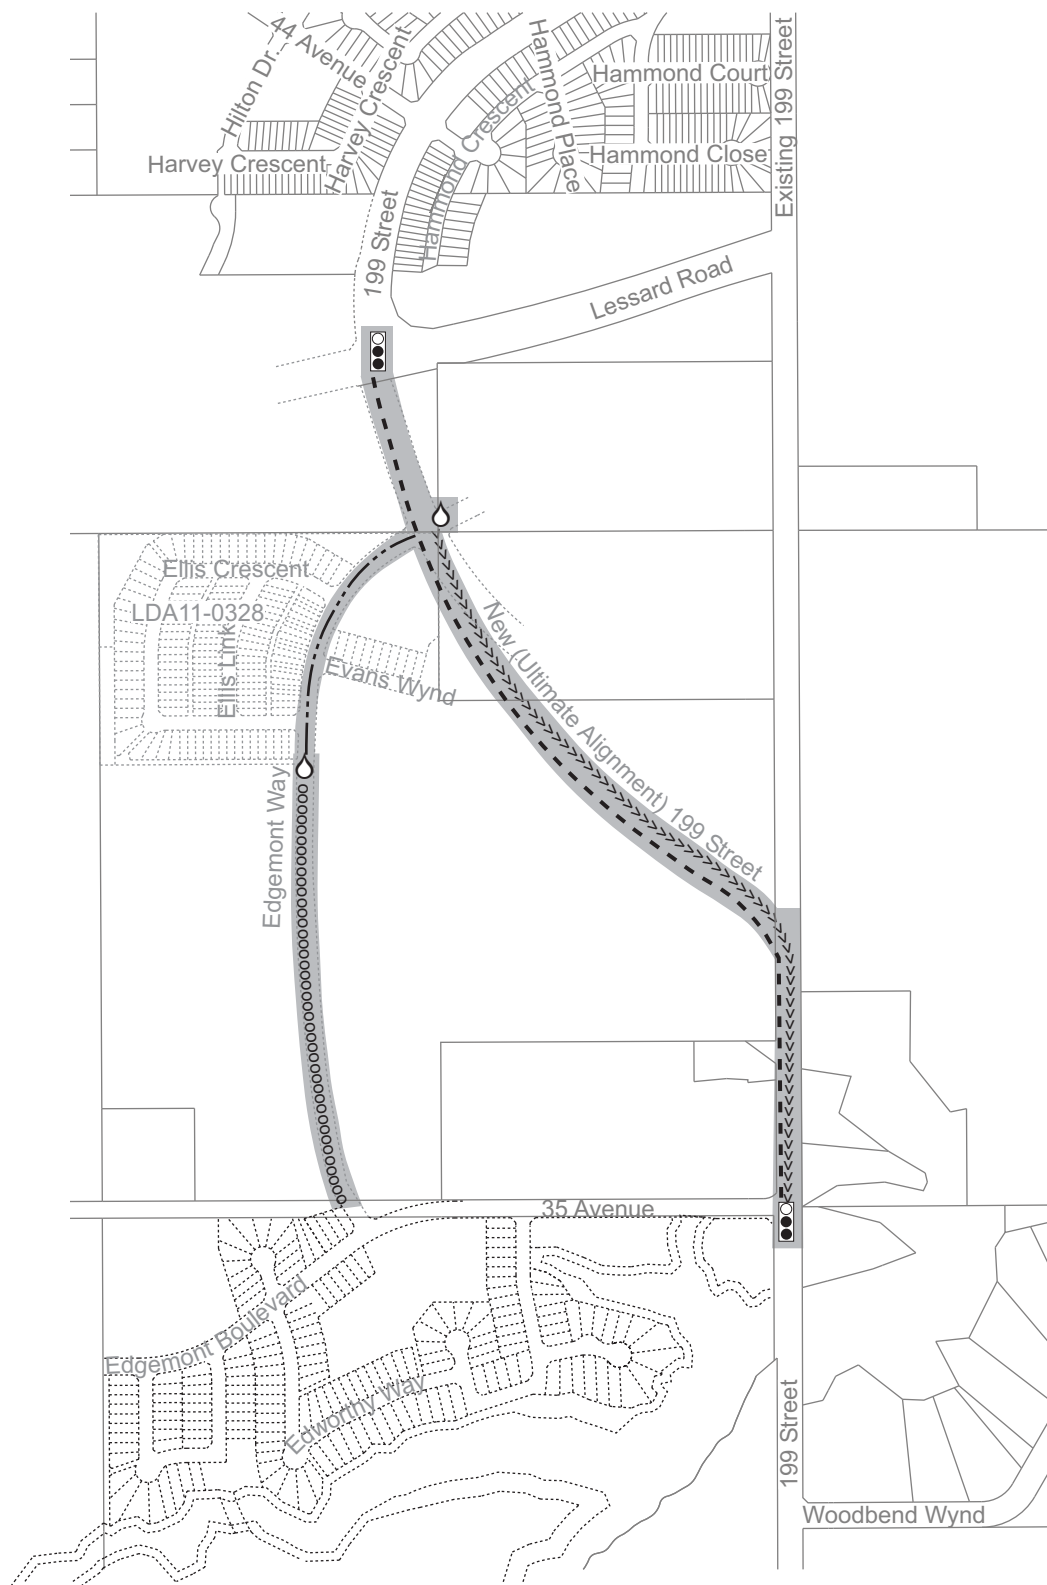 44 Avenue
Hilton Dr.
Harvey Crescent
Hammond Place
Hammond Court
Existing 199 Street
Harvey Crescent
Hammond Crescent
Hammond Close
199 Street
Lessard Road
Ellis Crescent
LDA11-0328
Ellis Link
Evans Wynd
New (Ultimate Alignment) 199 Street
Edgemont Way
35 Avenue
Edgemont Boulevard
Edworthy Way
199 Street
Woodbend Wynd